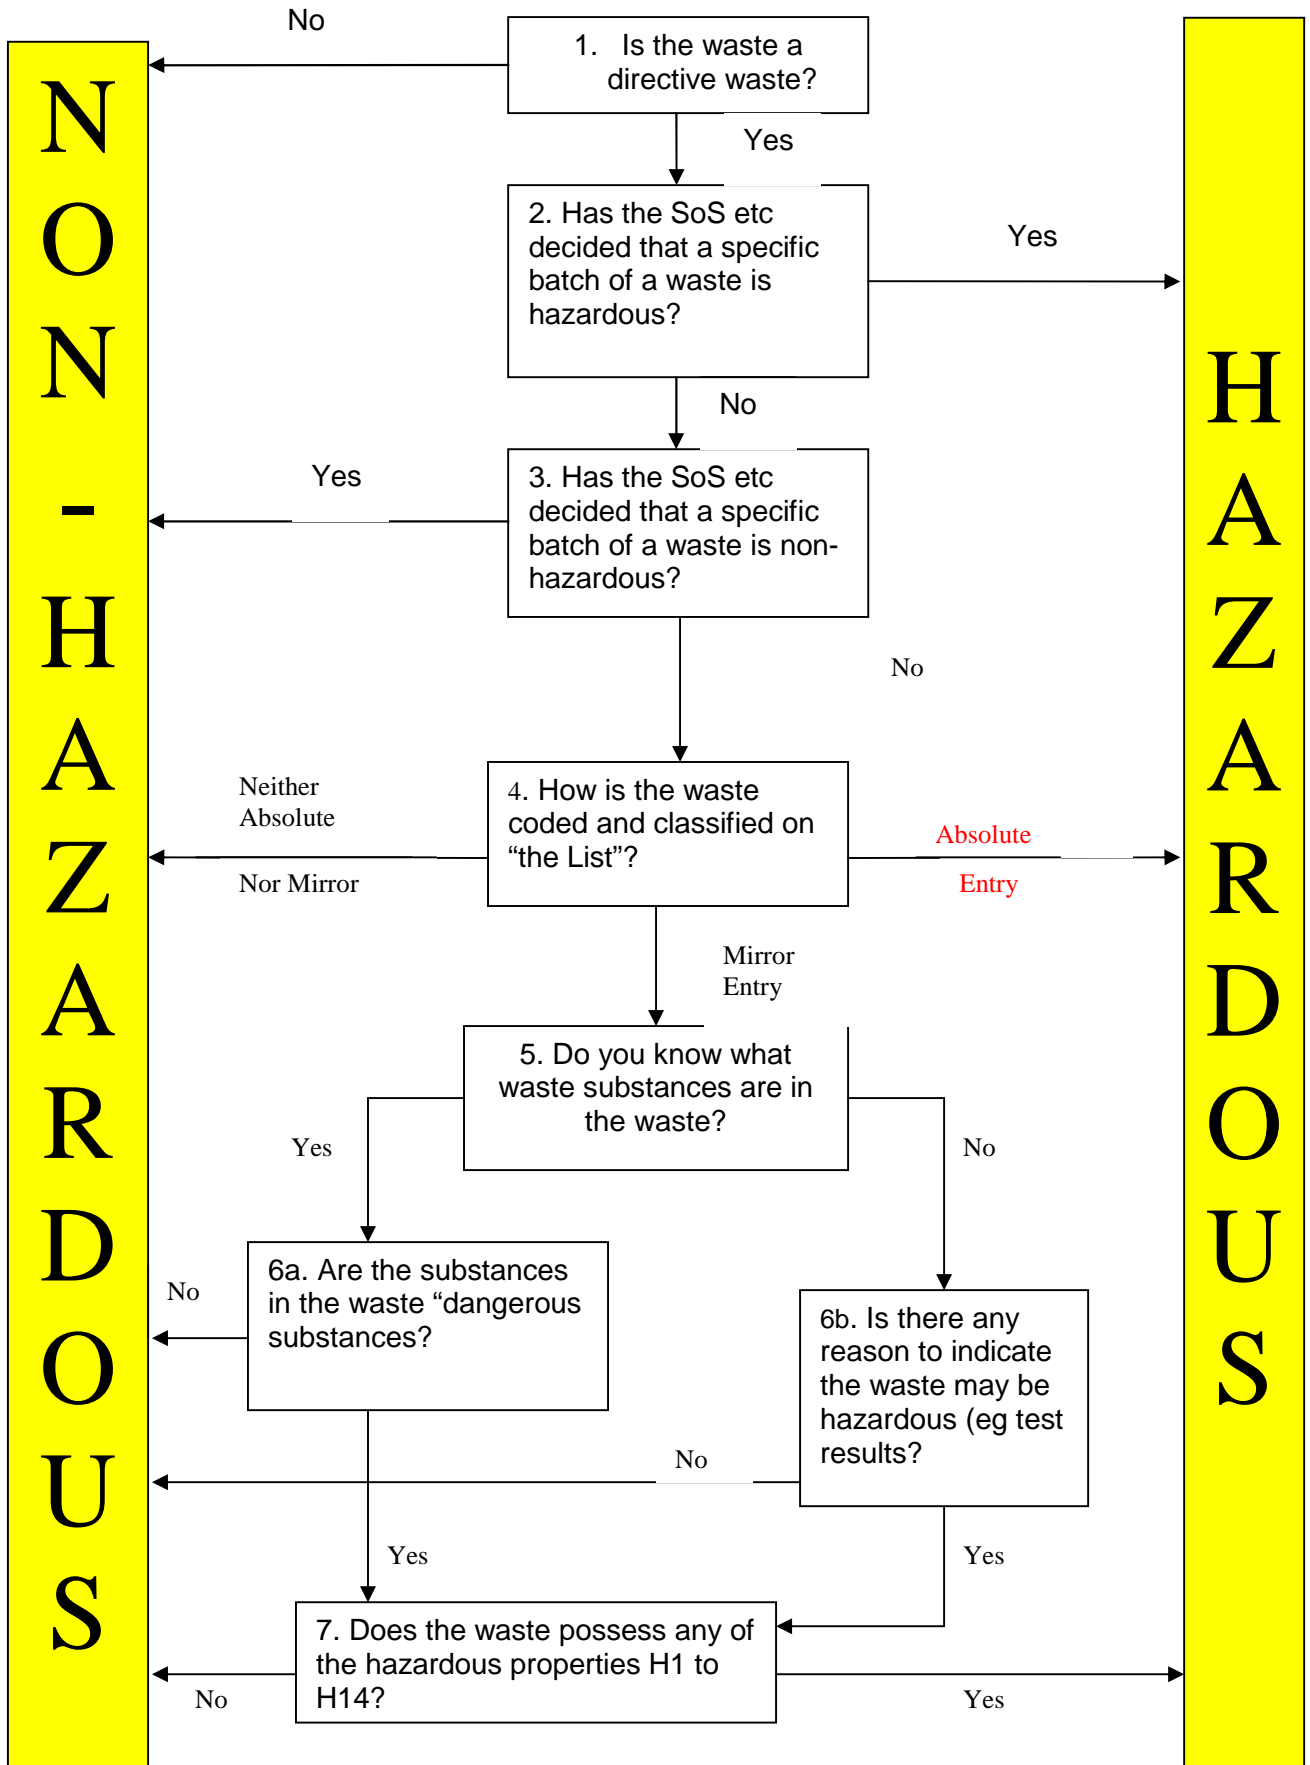 No
1. Is the waste a
directive waste?
Yes
2. Has the SoS etc
decided that a specific
batch of a waste is
hazardous?
Yes
No
3. Has the SoS etc
decided that a specific
batch of a waste is non-
hazardous?
Yes
No
4. How is the waste
coded and classified on
“the List”?
Neither
Absolute
Nor Mirror
Absolute
Entry
Mirror
Entry
5. Do you know what
waste substances are in
the waste?
Yes
No
6a. Are the substances
in the waste “dangerous
substances?
No
6b. Is there any
reason to indicate
the waste may be
hazardous (eg test
results?
No
Yes
Yes
7. Does the waste possess any of
the hazardous properties H1 to
H14?
No
Yes
N
O
N
-
H
A
Z
A
R
D
O
U
S
H
A
Z
A
R
D
O
U
S